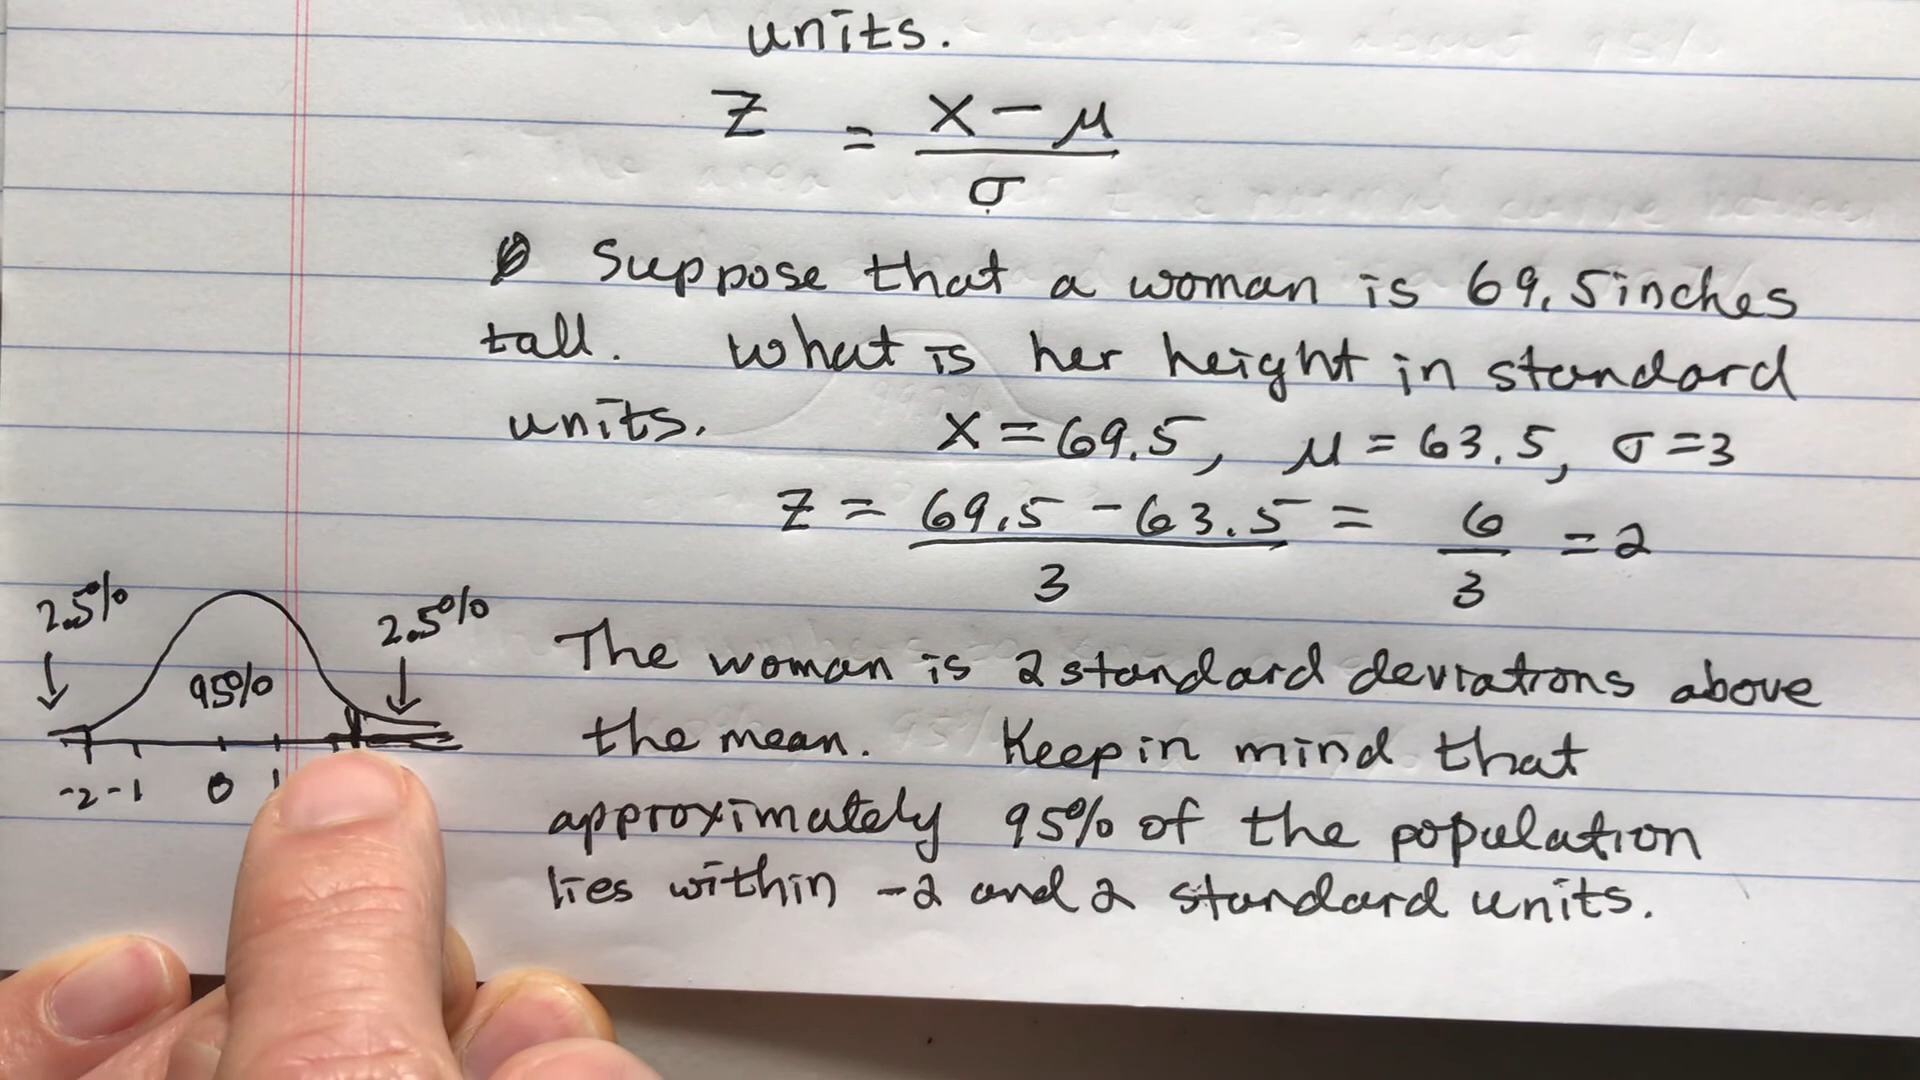 units.
Z = X - μ
σ
Suppose that a woman is 69.5 inches
tall. What is her height in standard
units. X = 69.5, μ = 63.5, σ = 3
Z = 69.5 - 63.5 = 6 = 2
3 3
2.5%
2.5%
95%
-2 -1 0 1
The woman is 2 standard deviations above
the mean. Keep in mind that
approximately 95% of the population
lies within -2 and 2 standard units.